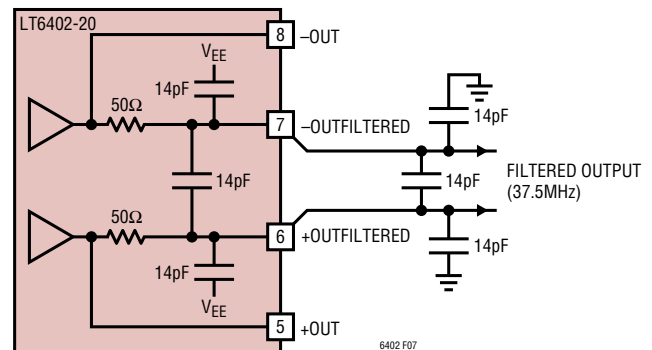 LT6402-20
8
–OUT
VEE
14pF
50Ω
7
–OUTFILTERED
14pF
14pF
14pF
FILTERED OUTPUT
(37.5MHz)
50Ω
6
+OUTFILTERED
14pF
14pF
VEE
5
+OUT
6402 F07